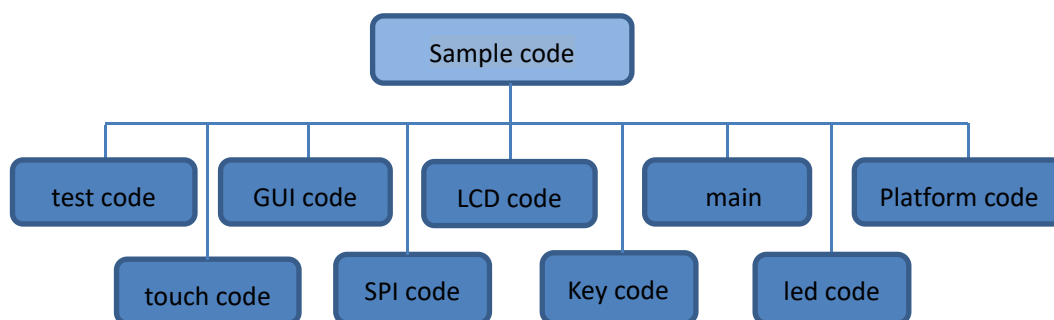 Sample code
test code
GUI code
LCD code
main
Platform code
touch code
SPI code
Key code
led code